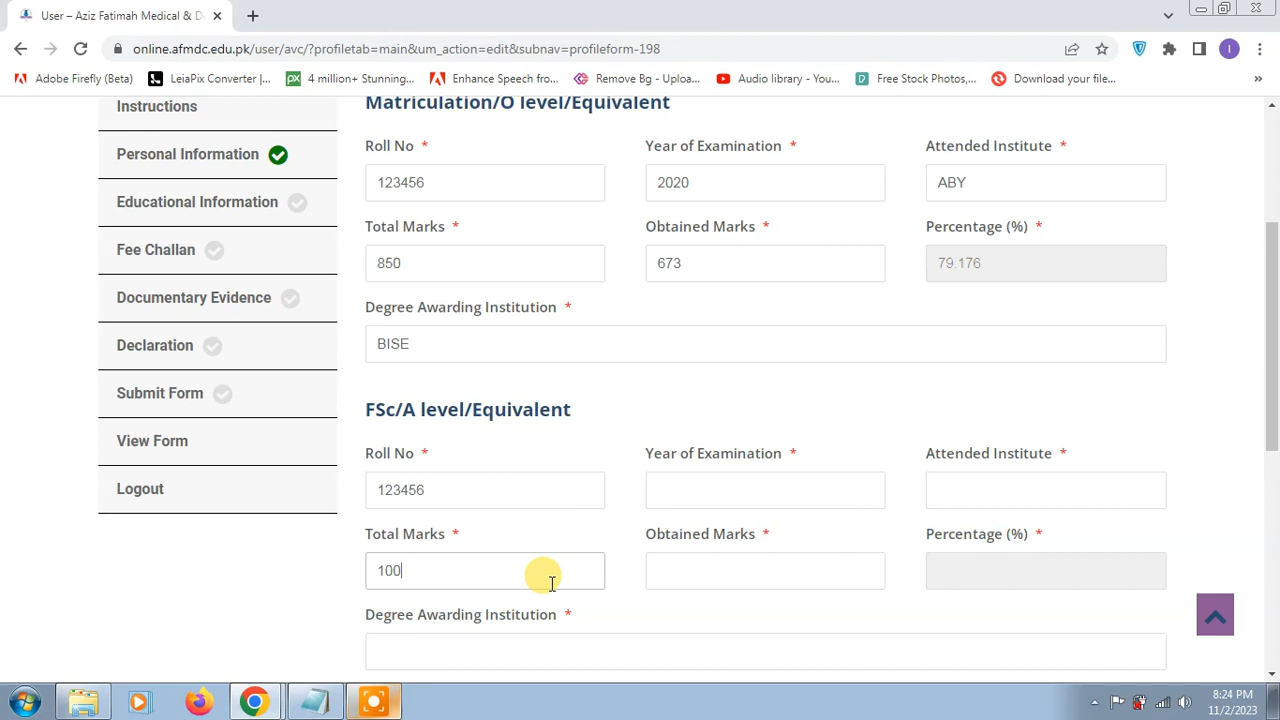 User – Aziz Fatimah Medical & D
online.afmdc.edu.pk/user/avc/?profiletab=main&um_action=edit&subnav=profileform-198
I
Adobe Firefly (Beta)
LeiaPix Converter |...
4 million+ Stunning...
Enhance Speech fro...
Remove Bg - Uploa...
Audio library - You...
Free Stock Photos,...
Download your file...
»
Instructions
Personal Information
Educational Information
Fee Challan
Documentary Evidence
Declaration
Submit Form
View Form
Logout
Matriculation/O level/Equivalent
Roll No * Year of Examination * Attended Institute *
123456 2020 ABY
Total Marks * Obtained Marks * Percentage (%) *
850 673 79.176
Degree Awarding Institution *
BISE
FSc/A level/Equivalent
Roll No * Year of Examination * Attended Institute *
123456
Total Marks * Obtained Marks * Percentage (%) *
100
Degree Awarding Institution *
8:24 PM
11/2/2023